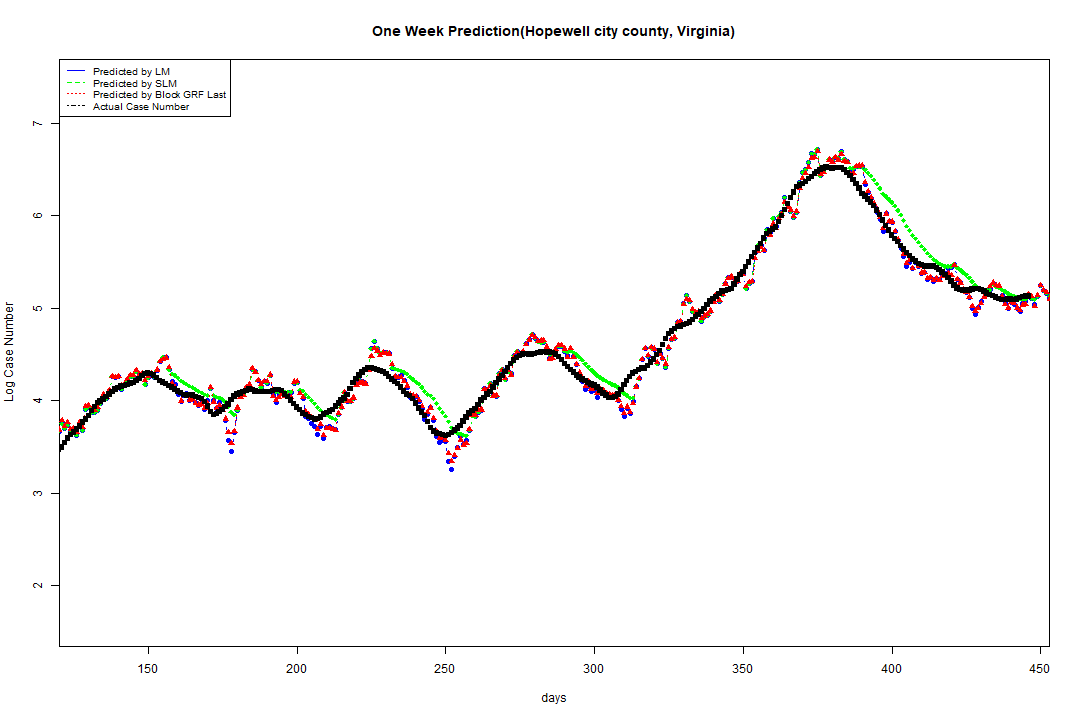 One Week Prediction(Hopewell city county, Virginia)
Predicted by LM
Predicted by SLM
Predicted by Block GRF Last
Actual Case Number
7
6
5
4
3
2
Log Case Number
150 200 250 300 350 400 450
days